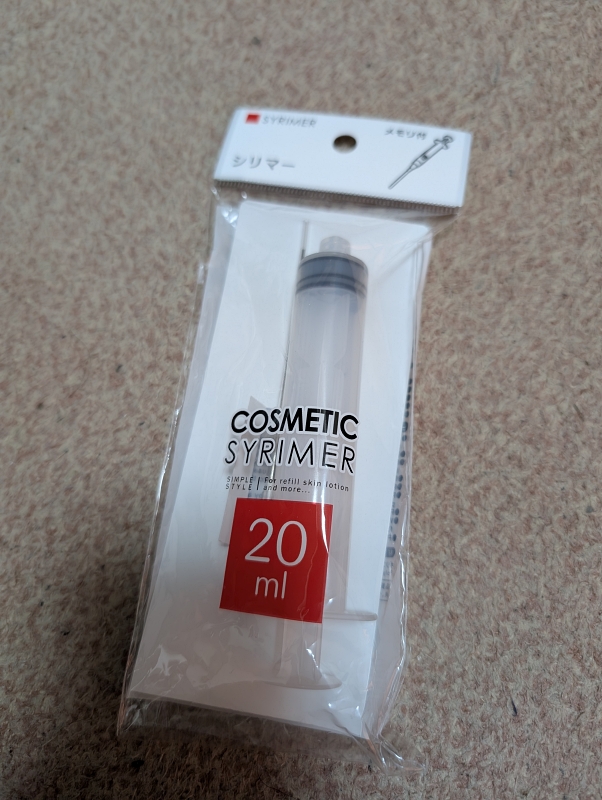 SYRIMER
メモリ付
シリマー
COSMETIC
SYRIMER
SIMPLE STYLE
For refill skin lotion
and more...
20
ml